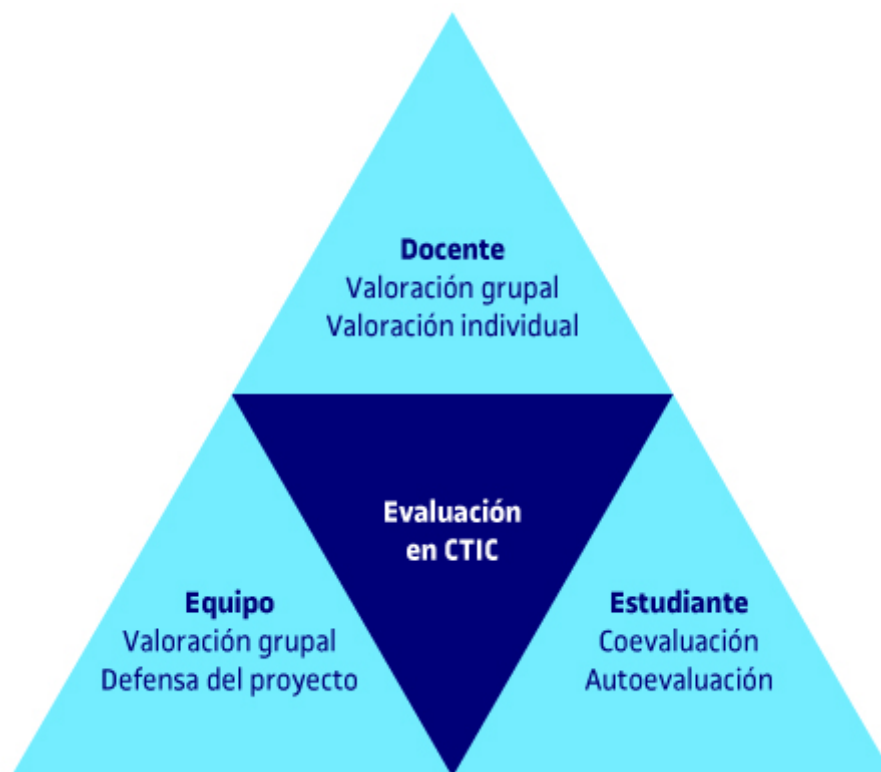 Docente
Valoración grupal
Valoración individual
Evaluación
en CTIC
Equipo
Valoración grupal
Defensa del proyecto
Estudiante
Coevaluación
Autoevaluación